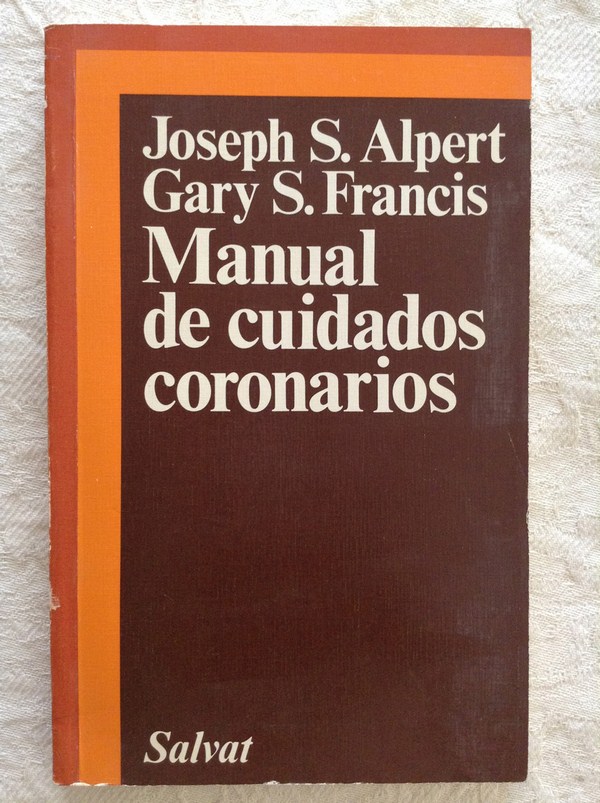 Joseph S. Alpert
Gary S. Francis
Manual
de cuidados
coronarios
Salvat